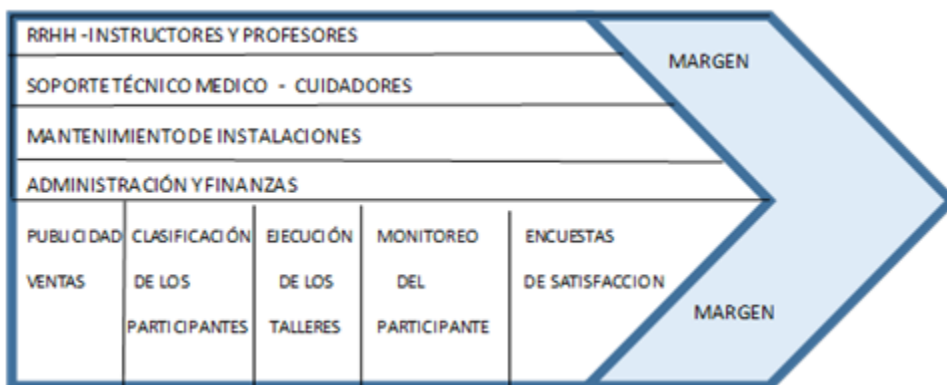 RRHH -INSTRUCTORES Y PROFESORES
MARGEN
SOPORTE TÉCNICO MEDICO - CUIDADORES
MANTENIMIENTO DE INSTALACIONES
ADMINISTRACIÓN Y FINANZAS
PUBLICIDAD
VENTAS
CLASIFICACIÓN
DE LOS
PARTICIPANTES
EJECUCIÓN
DE LOS
TALLERES
MONITOREO
DEL
PARTICIPANTE
ENCUESTAS
DE SATISFACCION
MARGEN